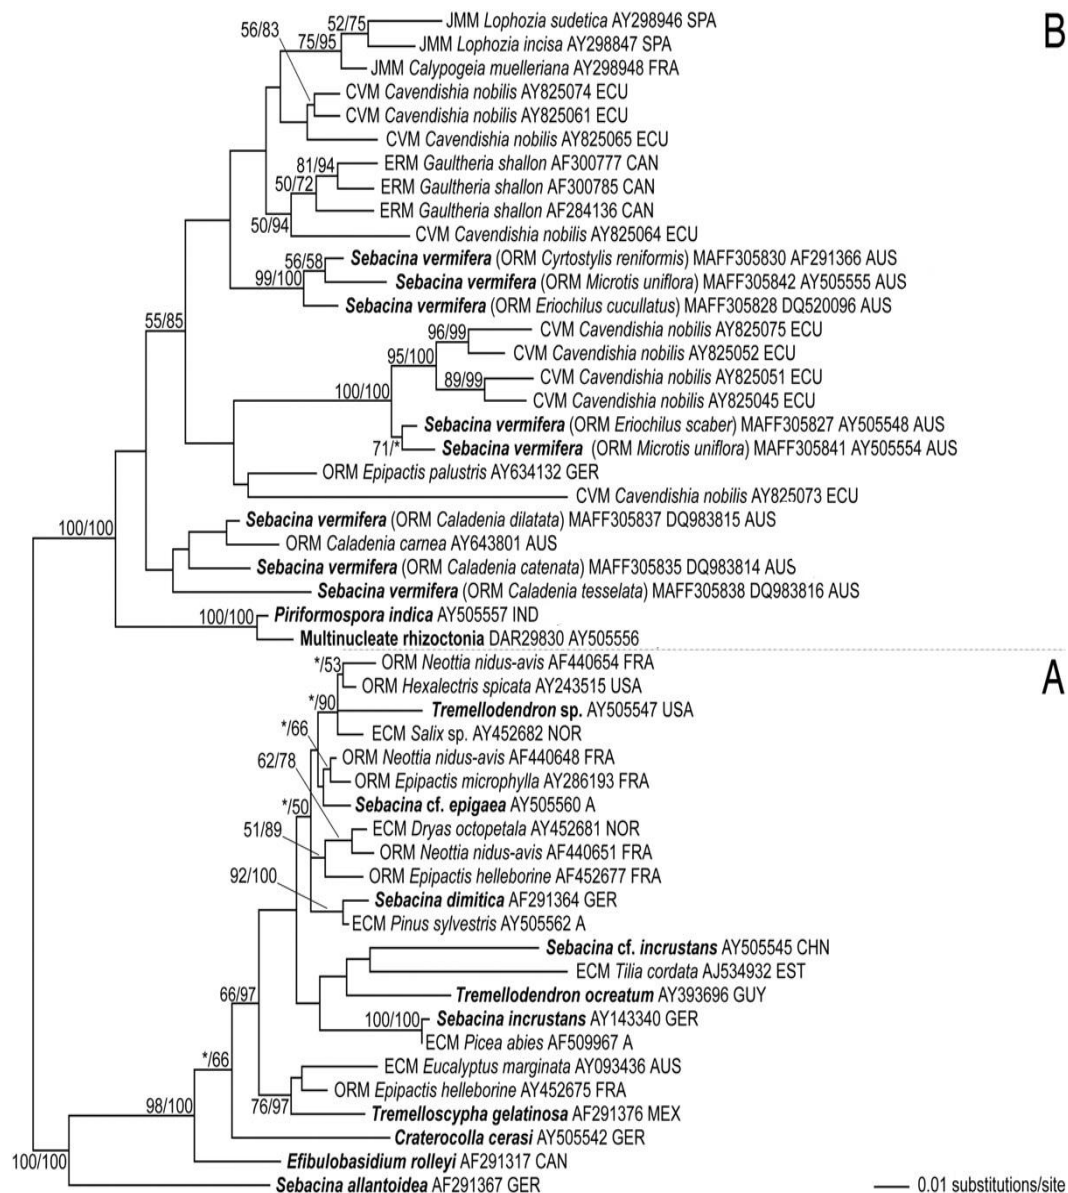 B
JMM Lophozia sudetica AY298946 SPA
52/75
JMM Lophozia incisa AY298847 SPA
56/83
75/95
JMM Calypogeia muelleriana AY298948 FRA
CVM Cavendishia nobilis AY825074 ECU
CVM Cavendishia nobilis AY825061 ECU
CVM Cavendishia nobilis AY825065 ECU
81/94
ERM Gaultheria shallon AF300777 CAN
50/72
ERM Gaultheria shallon AF300785 CAN
ERM Gaultheria shallon AF284136 CAN
50/94
CVM Cavendishia nobilis AY825064 ECU
56/58
Sebacina vermifera (ORM Cyrtostylis reniformis) MAFF305830 AF291366 AUS
99/100
Sebacina vermifera (ORM Microtis uniflora) MAFF305842 AY505555 AUS
Sebacina vermifera (ORM Eriochilus cucullatus) MAFF305828 DQ520096 AUS
55/85
96/99
CVM Cavendishia nobilis AY825075 ECU
95/100
CVM Cavendishia nobilis AY825052 ECU
89/99
CVM Cavendishia nobilis AY825051 ECU
100/100
CVM Cavendishia nobilis AY825045 ECU
Sebacina vermifera (ORM Eriochilus scaber) MAFF305827 AY505548 AUS
71/*
Sebacina vermifera (ORM Microtis uniflora) MAFF305841 AY505554 AUS
ORM Epipactis palustris AY634132 GER
CVM Cavendishia nobilis AY825073 ECU
100/100
Sebacina vermifera (ORM Caladenia dilatata) MAFF305837 DQ983815 AUS
ORM Caladenia carnea AY643801 AUS
Sebacina vermifera (ORM Caladenia catenata) MAFF305835 DQ983814 AUS
Sebacina vermifera (ORM Caladenia tesselata) MAFF305838 DQ983816 AUS
100/100
Piriformospora indica AY505557 IND
Multinucleate rhizoctonia DAR29830 AY505556
A
*/53
ORM Neottia nidus-avis AF440654 FRA
ORM Hexalectris spicata AY243515 USA
*/90
Tremellodendron sp. AY505547 USA
*/66
ECM Salix sp. AY452682 NOR
62/78
ORM Neottia nidus-avis AF440648 FRA
ORM Epipactis microphylla AY286193 FRA
*/50
Sebacina cf. epigaea AY505560 A
51/89
ECM Dryas octopetala AY452681 NOR
ORM Neottia nidus-avis AF440651 FRA
92/100
ORM Epipactis helleborine AF452677 FRA
Sebacina dimitica AF291364 GER
ECM Pinus sylvestris AY505562 A
Sebacina cf. incrustans AY505545 CHN
ECM Tilia cordata AJ534932 EST
66/97
Tremellodendron ocreatum AY393696 GUY
100/100
Sebacina incrustans AY143340 GER
ECM Picea abies AF509967 A
*/66
ECM Eucalyptus marginata AY093436 AUS
ORM Epipactis helleborine AY452675 FRA
98/100
76/97
Tremelloscypha gelatinosa AF291376 MEX
Craterocolla cerasi AY505542 GER
100/100
Efibulobasidium rolleyi AF291317 CAN
Sebacina allantoidea AF291367 GER
0.01 substitutions/site